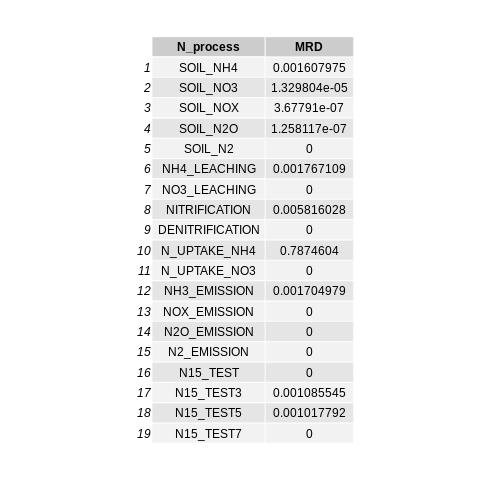 N_process MRD
1 SOIL_NH4 0.001607975
2 SOIL_NO3 1.329804e-05
3 SOIL_NOX 3.67791e-07
4 SOIL_N2O 1.258117e-07
5 SOIL_N2 0
6 NH4_LEACHING 0.001767109
7 NO3_LEACHING 0
8 NITRIFICATION 0.005816028
9 DENITRIFICATION 0
10 N_UPTAKE_NH4 0.7874604
11 N_UPTAKE_NO3 0
12 NH3_EMISSION 0.001704979
13 NOX_EMISSION 0
14 N2O_EMISSION 0
15 N2_EMISSION 0
16 N15_TEST 0
17 N15_TEST3 0.001085545
18 N15_TEST5 0.001017792
19 N15_TEST7 0